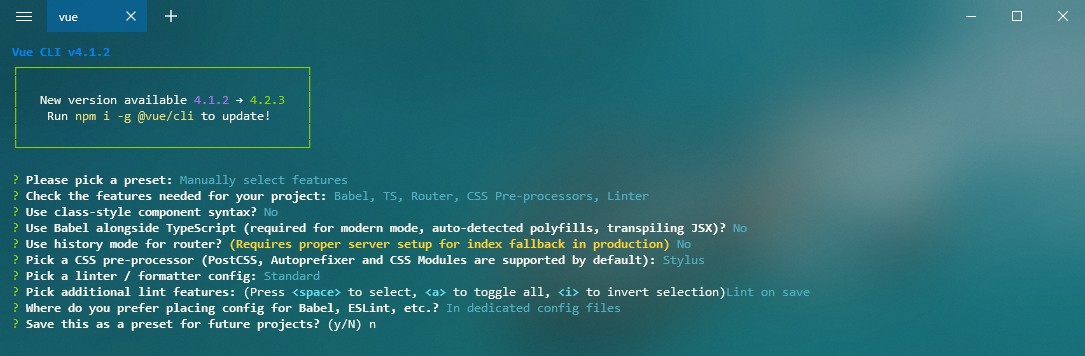 vue
Vue CLI v4.1.2
New version available 4.1.2 → 4.2.3
Run npm i -g @vue/cli to update!
? Please pick a preset: Manually select features
? Check the features needed for your project: Babel, TS, Router, CSS Pre-processors, Linter
? Use class-style component syntax? No
? Use Babel alongside TypeScript (required for modern mode, auto-detected polyfills, transpiling JSX)? No
? Use history mode for router? (Requires proper server setup for index fallback in production) No
? Pick a CSS pre-processor (PostCSS, Autoprefixer and CSS Modules are supported by default): Stylus
? Pick a linter / formatter config: Standard
? Pick additional lint features: (Press <space> to select, <a> to toggle all, <i> to invert selection)Lint on save
? Where do you prefer placing config for Babel, ESLint, etc.? In dedicated config files
? Save this as a preset for future projects? (y/N) n